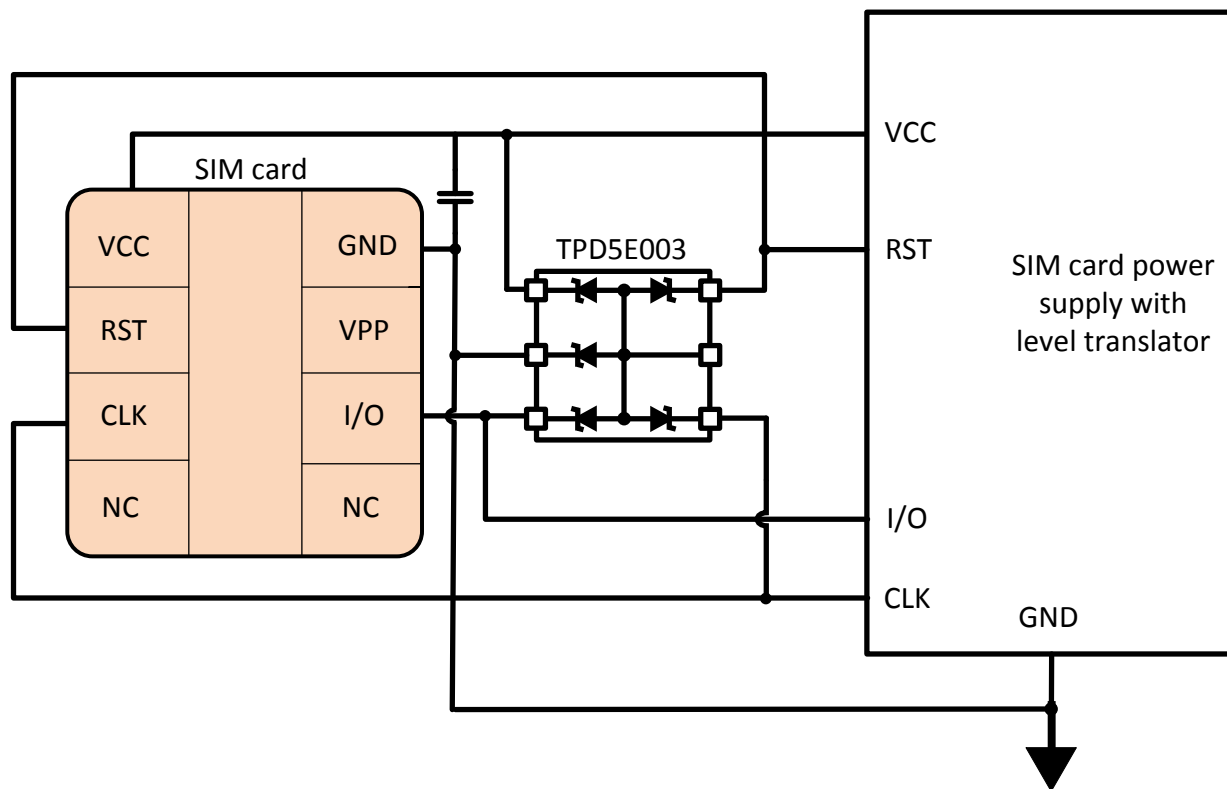 SIM card
VCC
GND
RST
VPP
CLK
I/O
NC
NC
TPD5E003
VCC
RST
SIM card power
supply with
level translator
I/O
CLK
GND